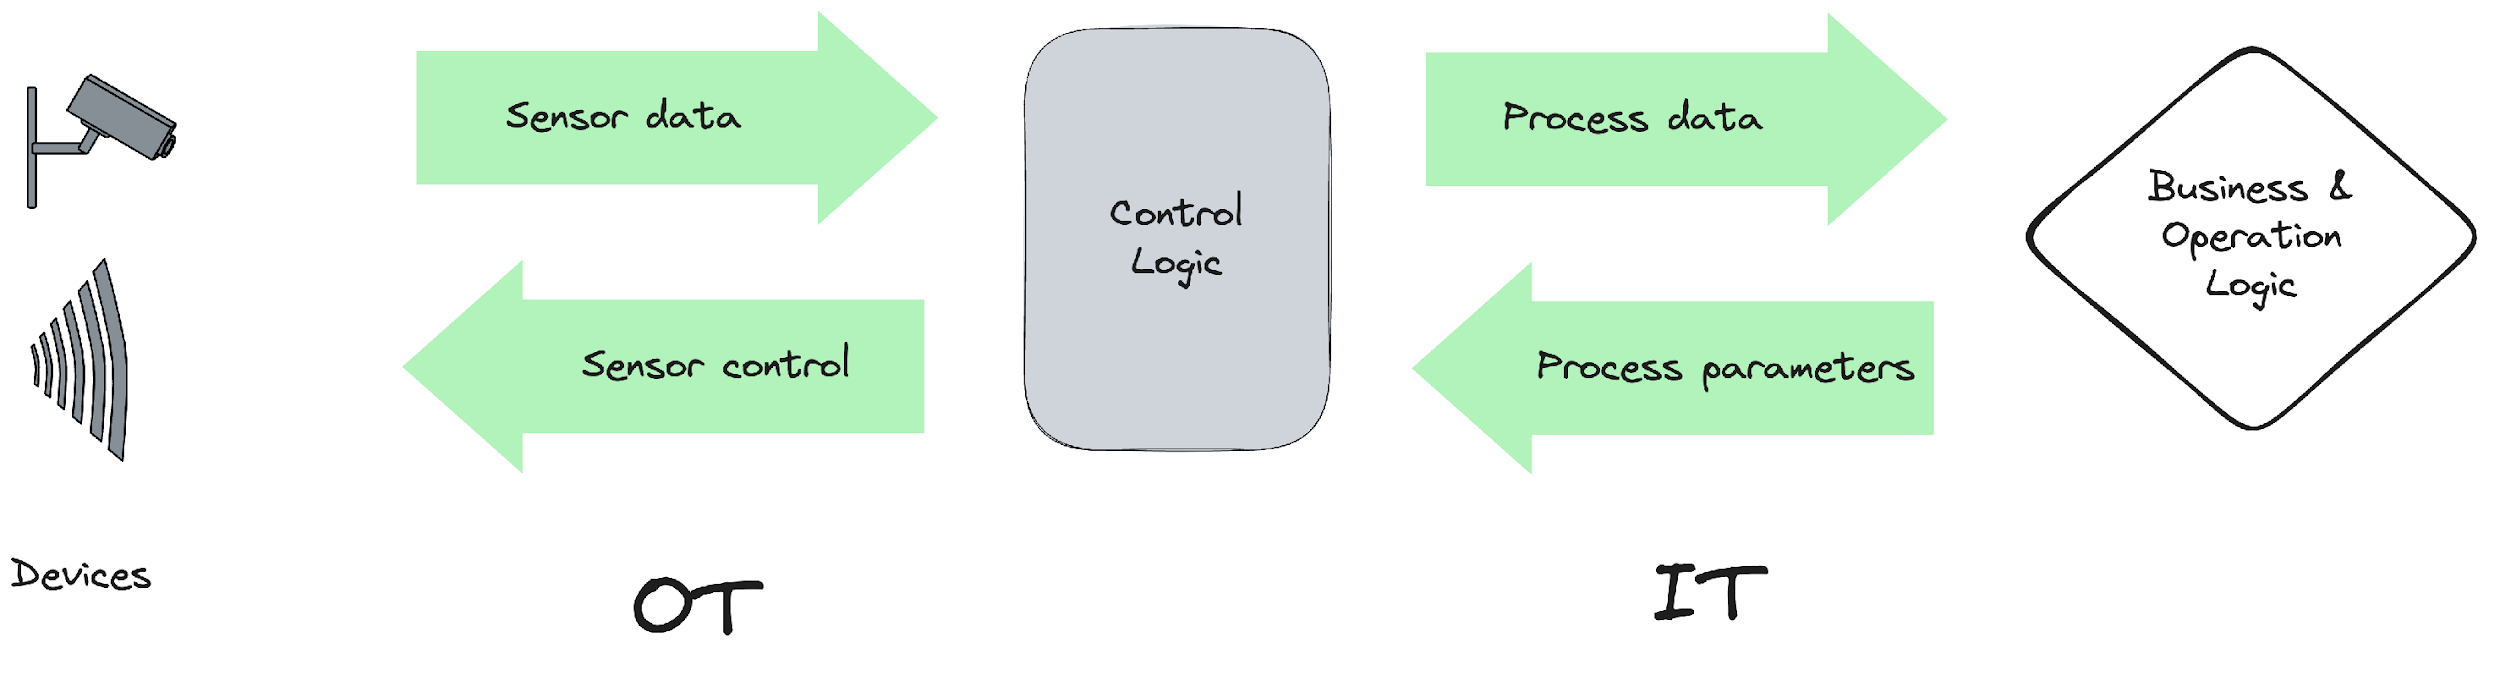 Sensor data
Process data
Control
Logic
Business &
Operation
Logic
Sensor control
Process parameters
Devices
OT
IT